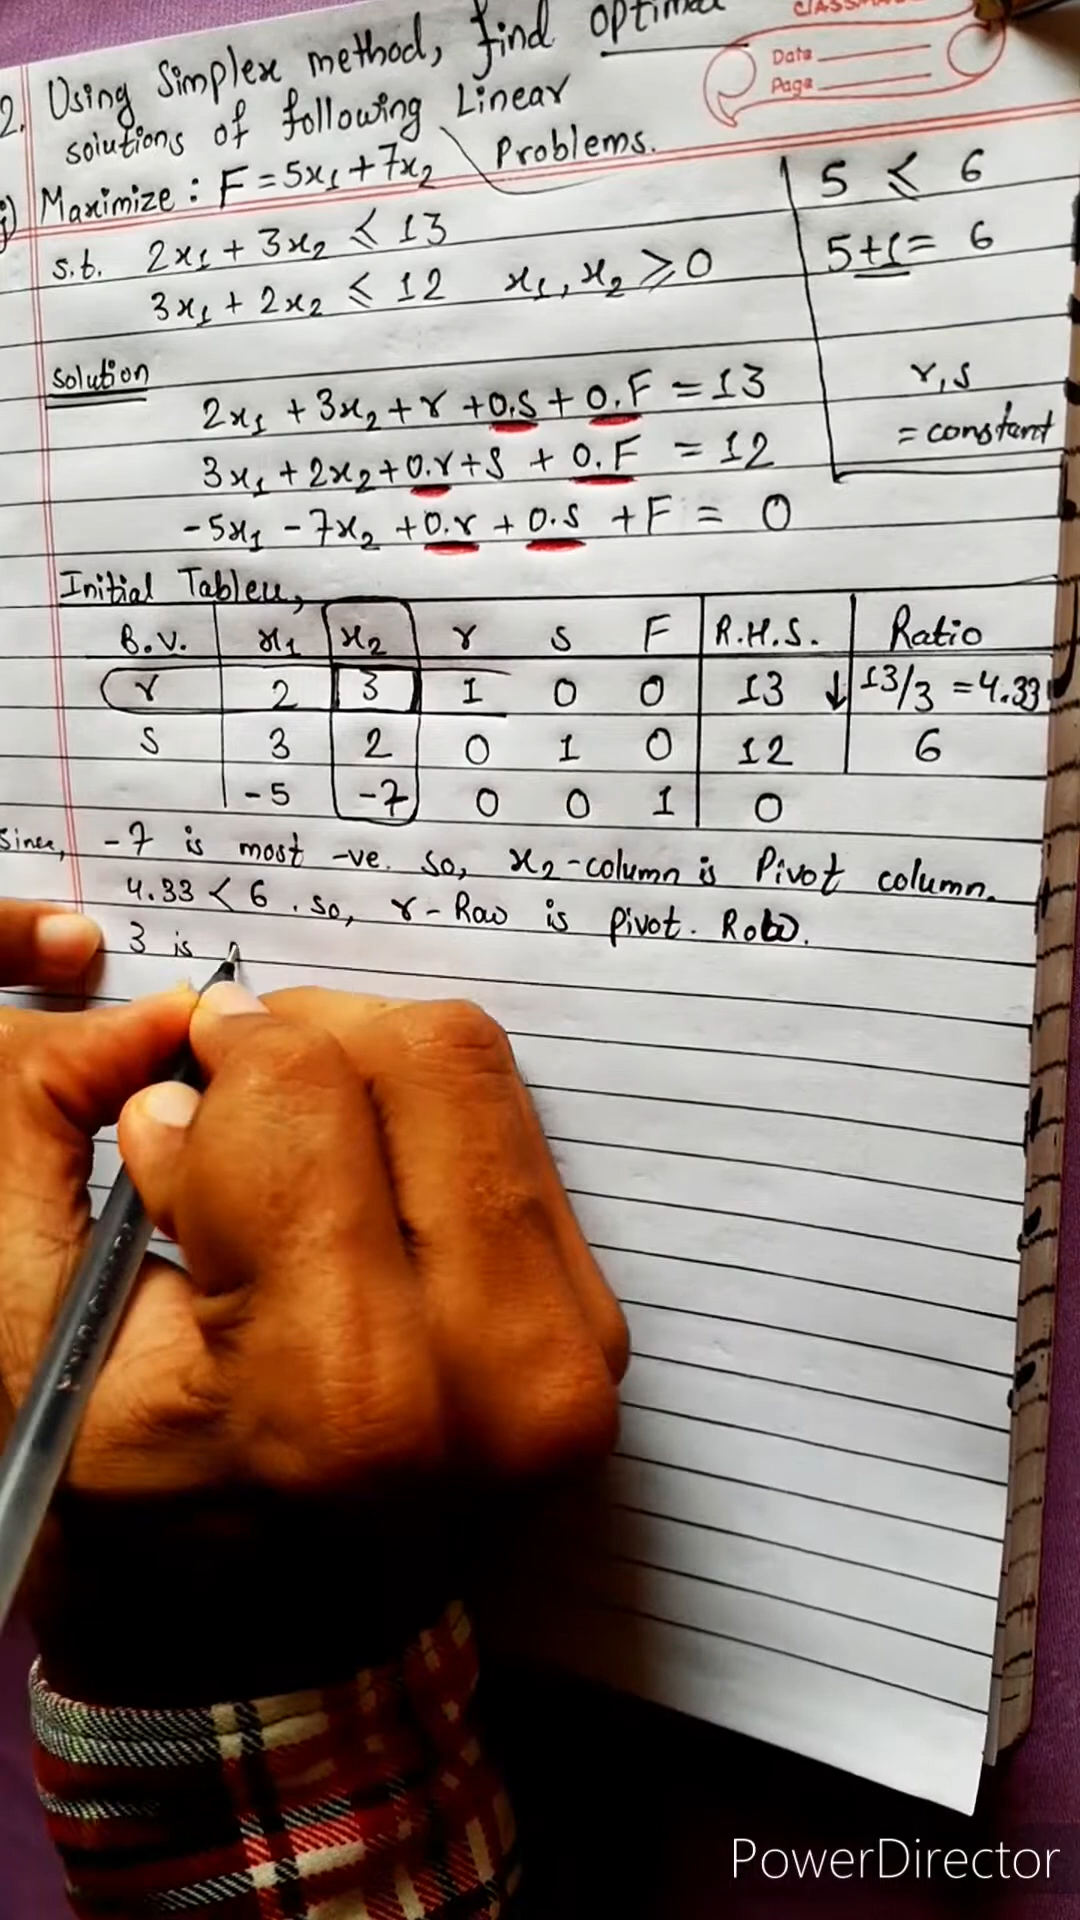 2. Using Simplex method, find optimal
solutions of following Linear
Problems.
CLASSMATE
Date
Page
i) Maximize : F = 5x₁ + 7x₂
s.t. 2x₁ + 3x₂ ≤ 13
3x₁ + 2x₂ ≤ 12 x₁, x₂ ≥ 0
5 ≤ 6
5+1= 6
r, s
= constant
Solution
2x₁ + 3x₂ + r + 0.s + 0.F = 13
3x₁ + 2x₂ + 0.r + s + 0.F = 12
-5x₁ - 7x₂ + 0.r + 0.s + F = 0
Initial Tableu,
B.V. x₁ x₂ r s F R.H.S. Ratio
r 2 3 1 0 0 13 ↓ 13/3 = 4.33
s 3 2 0 1 0 12 6
-5 -7 0 0 1 0
Since, -7 is most -ve. so, x₂-column is Pivot column.
4.33 < 6 . so, r - Row is pivot. Row.
3 is
PowerDirector